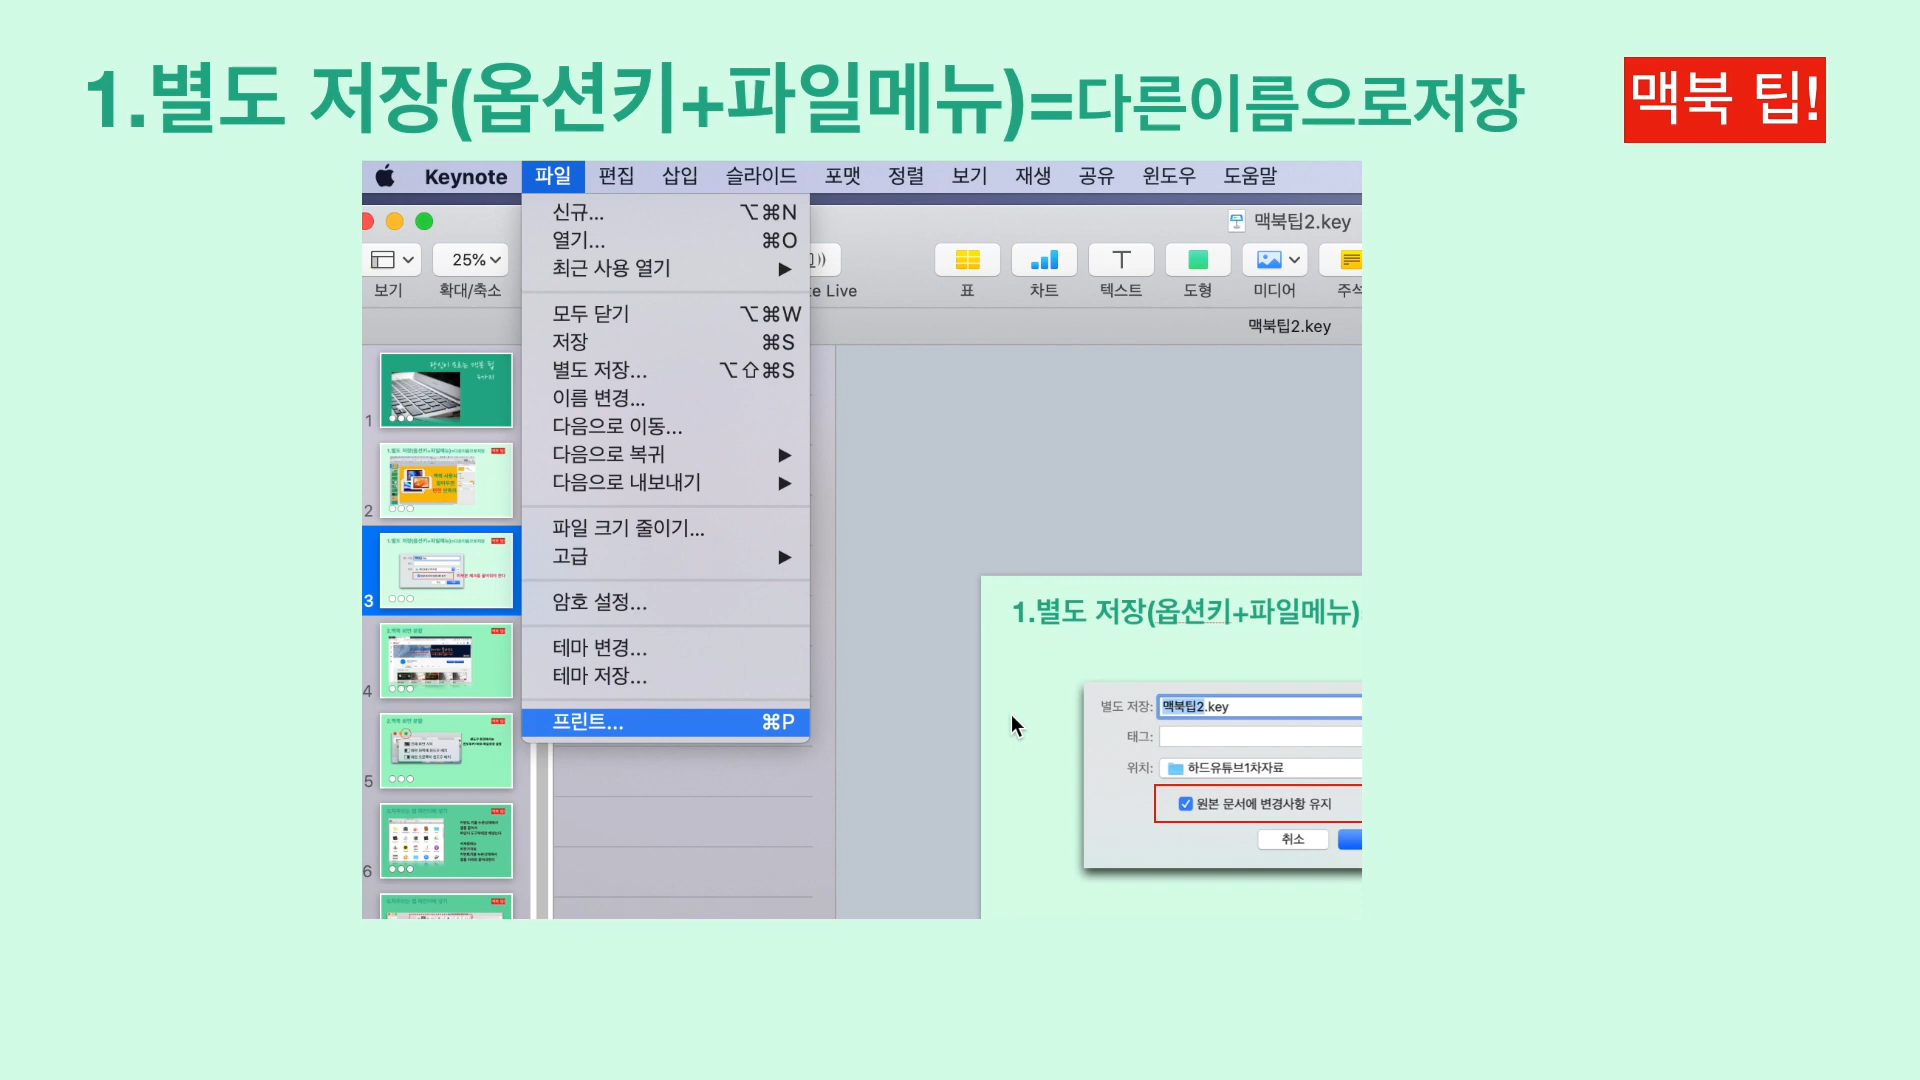 1.별도 저장(옵션키+파일메뉴)=다른이름으로저장
맥북 팁!
Keynote 파일 편집 삽입 슬라이드 포맷 정렬 보기 재생 공유 윈도우 도움말
맥북팁2.key
신규... ⌥⌘N
열기... ⌘O
최근 사용 열기 ▶
모두 닫기 ⌥⌘W
저장 ⌘S
별도 저장... ⌥⇧⌘S
이름 변경...
다음으로 이동...
다음으로 복귀 ▶
다음으로 내보내기 ▶
파일 크기 줄이기...
고급 ▶
암호 설정...
테마 변경...
테마 저장...
프린트... ⌘P
25%
보기 확대/축소 Live 표 차트 텍스트 도형 미디어 주석
맥북팁2.key
1
2
3
4
5
6
1.별도 저장(옵션키+파일메뉴)
별도 저장: 맥북팁2.key
태그:
위치: 하드유튜브1차자료
원본 문서에 변경사항 유지
취소